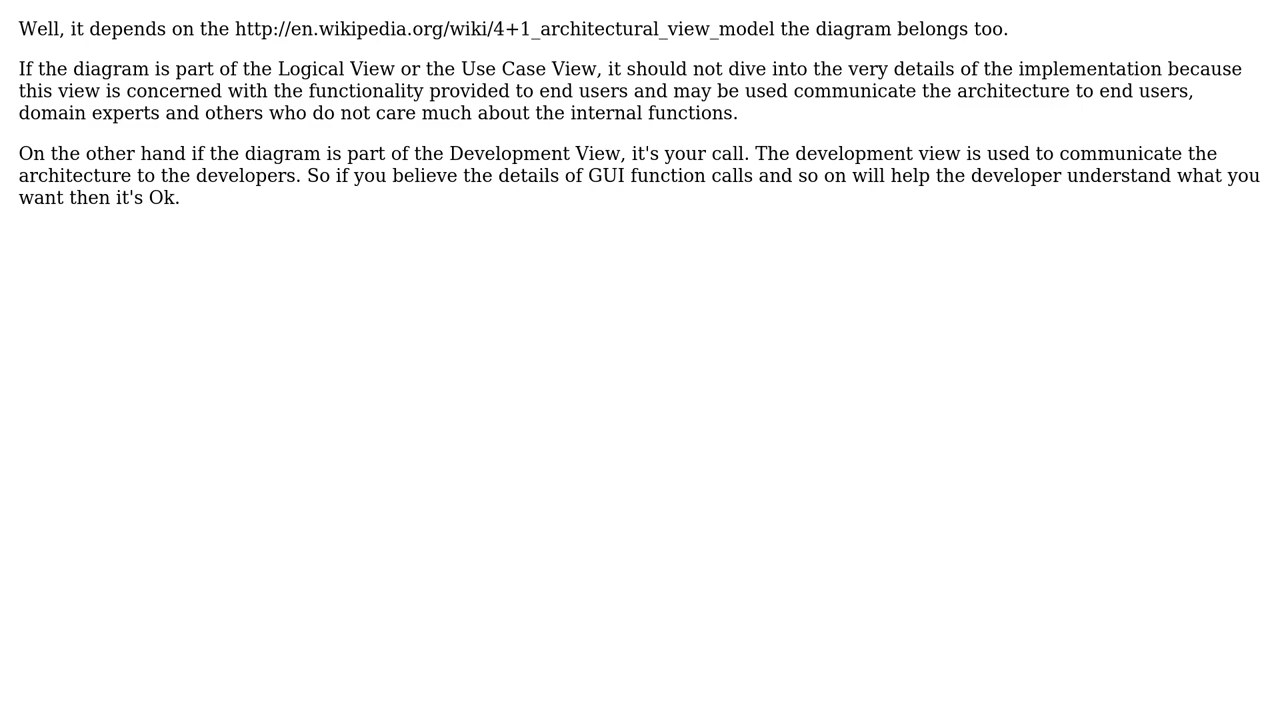 Well, it depends on the http://en.wikipedia.org/wiki/4+1_architectural_view_model the diagram belongs too.
If the diagram is part of the Logical View or the Use Case View, it should not dive into the very details of the implementation because
this view is concerned with the functionality provided to end users and may be used communicate the architecture to end users,
domain experts and others who do not care much about the internal functions.
On the other hand if the diagram is part of the Development View, it's your call. The development view is used to communicate the
architecture to the developers. So if you believe the details of GUI function calls and so on will help the developer understand what you
want then it's Ok.